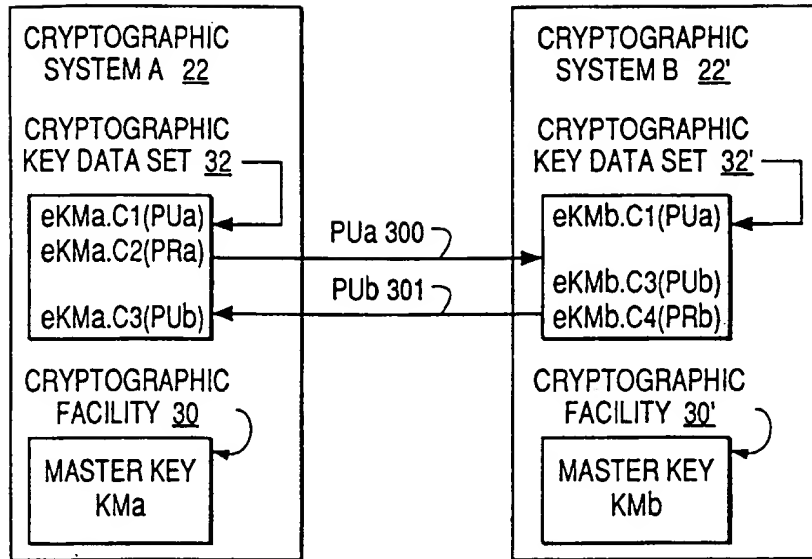 CRYPTOGRAPHIC
SYSTEM A 22
CRYPTOGRAPHIC
KEY DATA SET 32
eKMa.C1(PUa)
eKMa.C2(PRa)
eKMa.C3(PUb)
CRYPTOGRAPHIC
FACILITY 30
MASTER KEY
KMa
PUa 300
PUb 301
CRYPTOGRAPHIC
SYSTEM B 22'
CRYPTOGRAPHIC
KEY DATA SET 32'
eKMb.C1(PUa)
eKMb.C3(PUb)
eKMb.C4(PRb)
CRYPTOGRAPHIC
FACILITY 30'
MASTER KEY
KMb